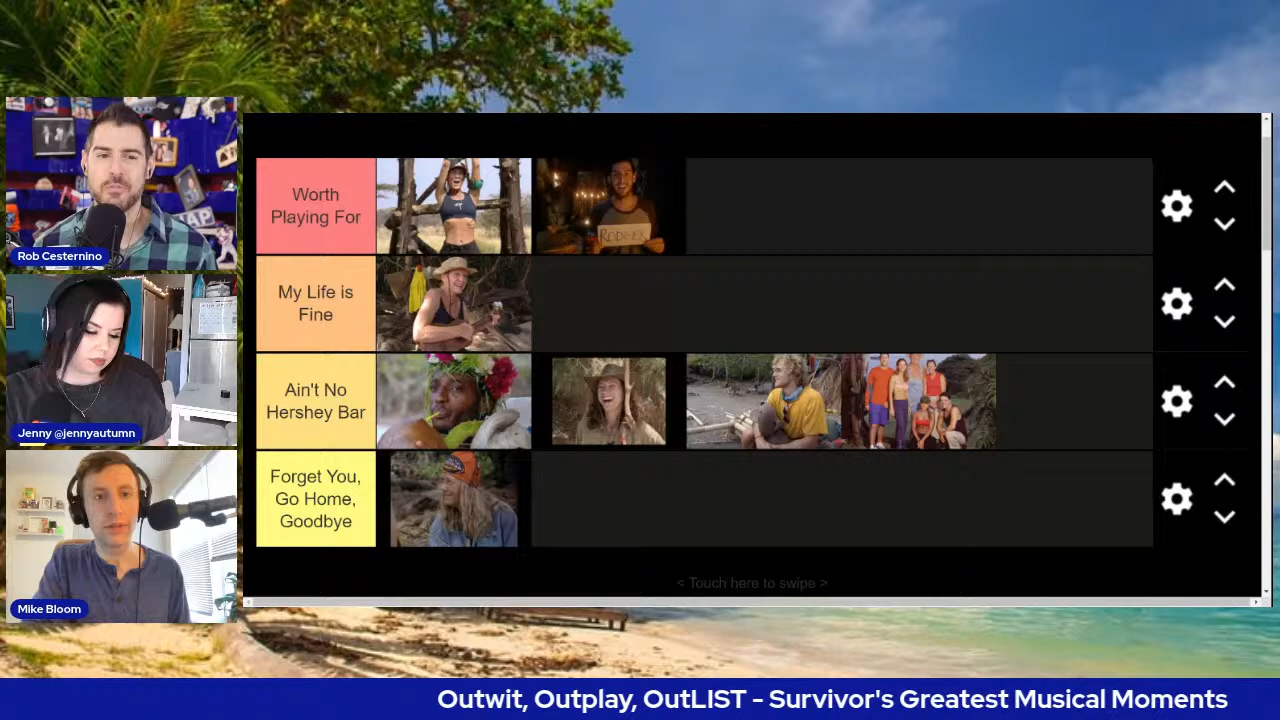 Rob Cesternino
Jenny @jennyautumn
Mike Bloom
Worth
Playing For
My Life is
Fine
Ain't No
Hershey Bar
Forget You,
Go Home,
Goodbye
< Touch here to swipe >
Outwit, Outplay, OutLIST - Survivor's Greatest Musical Moments